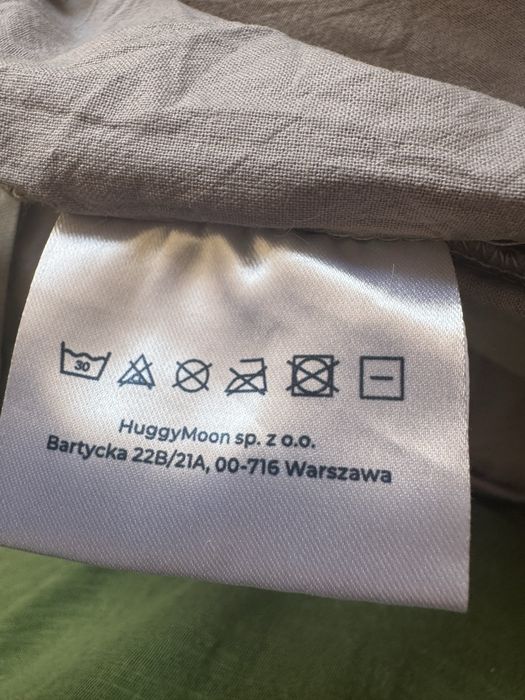 30
HuggyMoon sp. z o.o.
Bartycka 22B/21A, 00-716 Warszawa